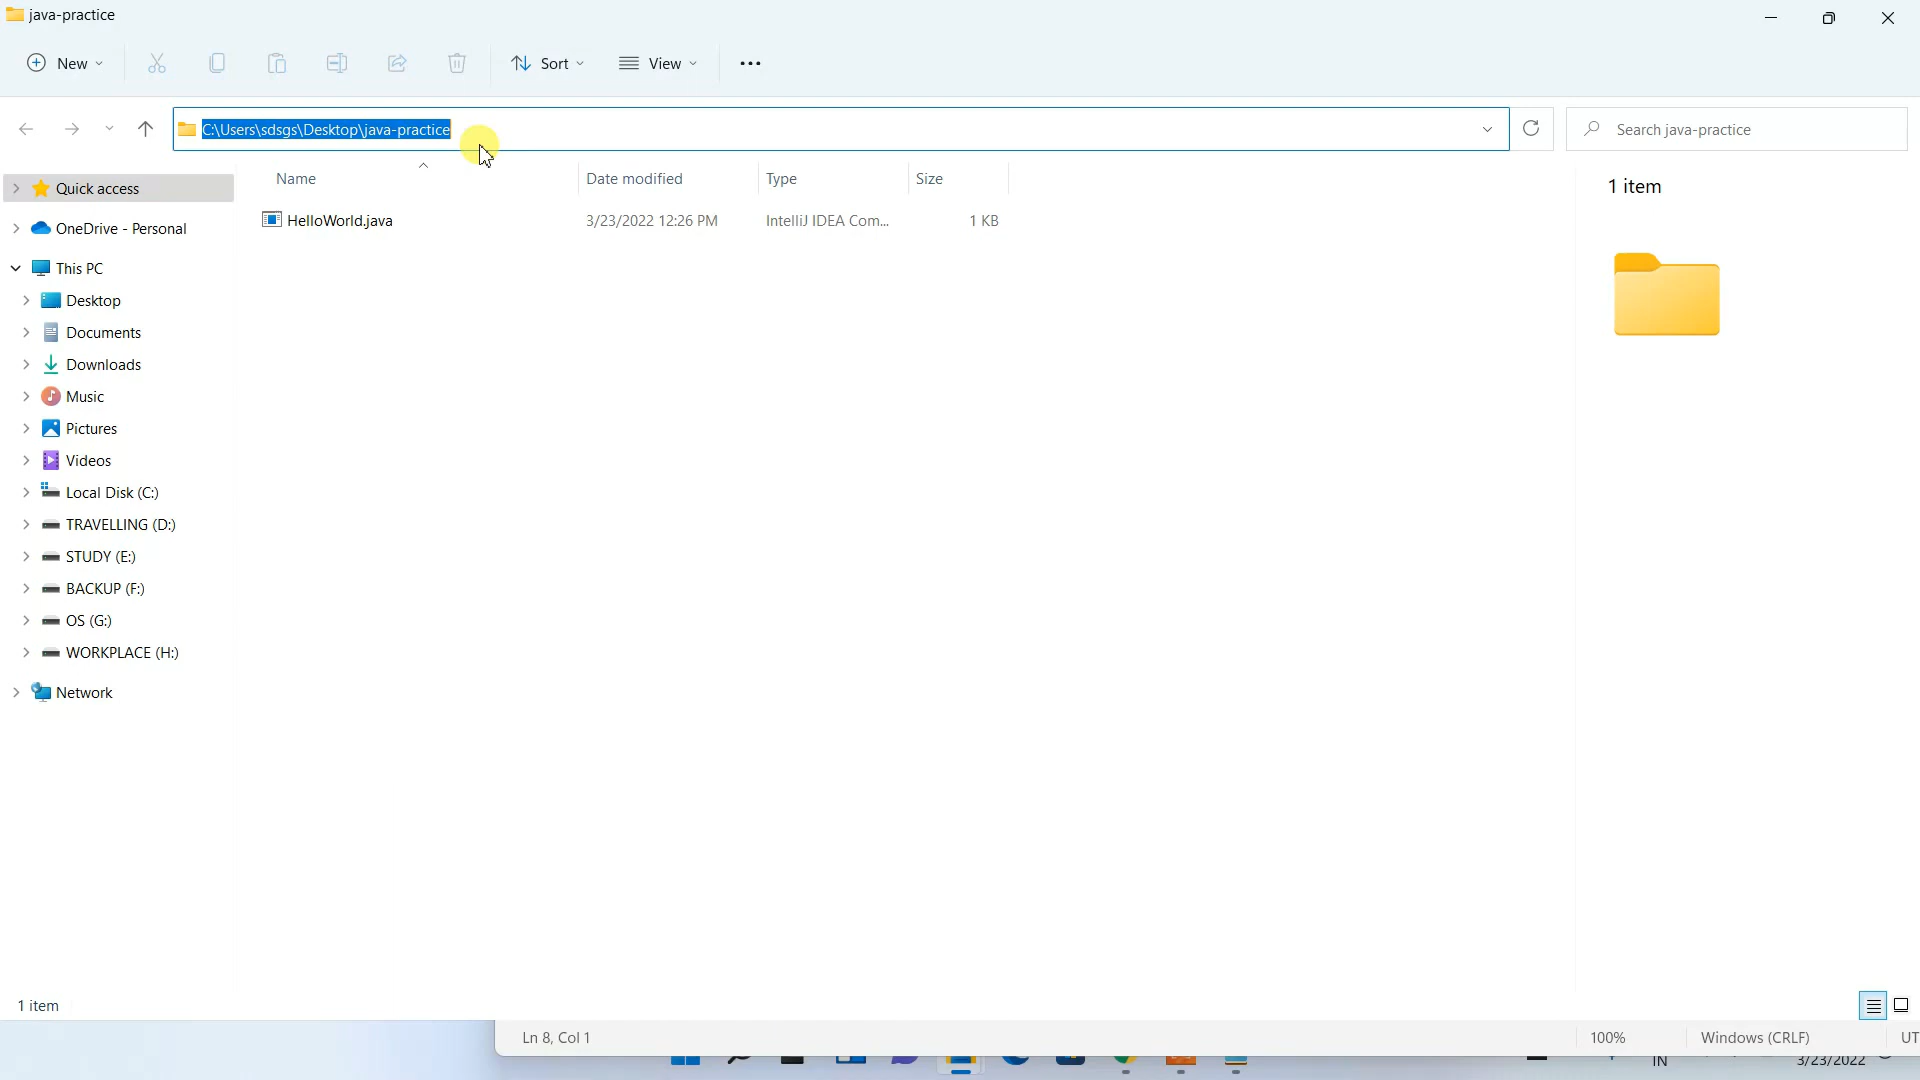 java-practice
New
Sort
View
C:\Users\sdsgs\Desktop\java-practice
Search java-practice
Name
Date modified
Type
Size
HelloWorld.java
3/23/2022 12:26 PM
IntelliJ IDEA Com...
1 KB
1 item
Quick access
OneDrive - Personal
This PC
Desktop
Documents
Downloads
Music
Pictures
Videos
Local Disk (C:)
TRAVELLING (D:)
STUDY (E:)
BACKUP (F:)
OS (G:)
WORKPLACE (H:)
Network
1 item
Ln 8, Col 1
100%
Windows (CRLF)
UT
IN
3/23/2022